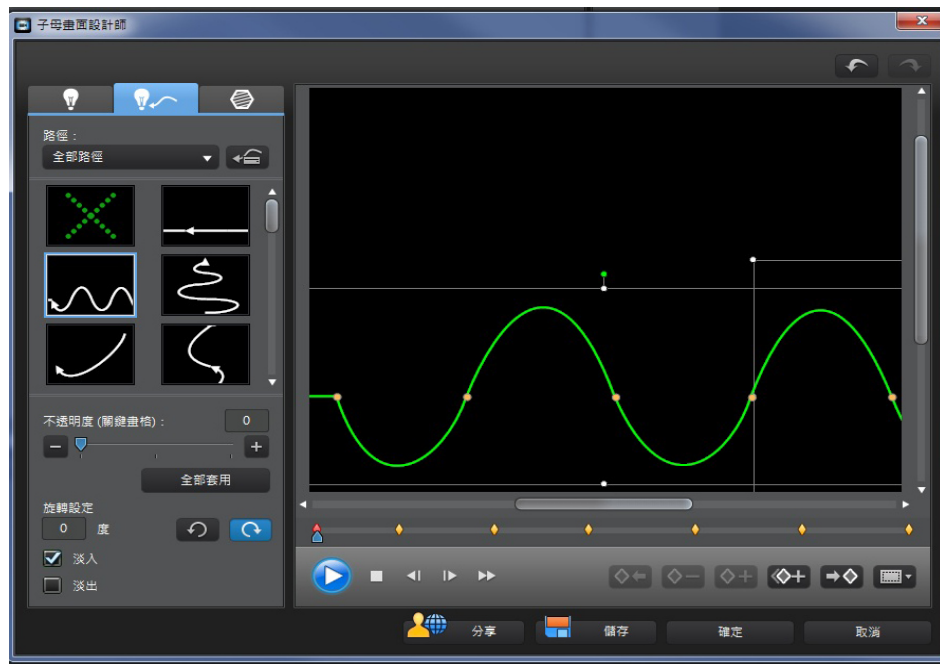 子母畫面設計師
路徑：
全部路徑
不透明度 (關鍵畫格)：
0
全部套用
旋轉設定
0 度
淡入
淡出
分享
儲存
確定
取消